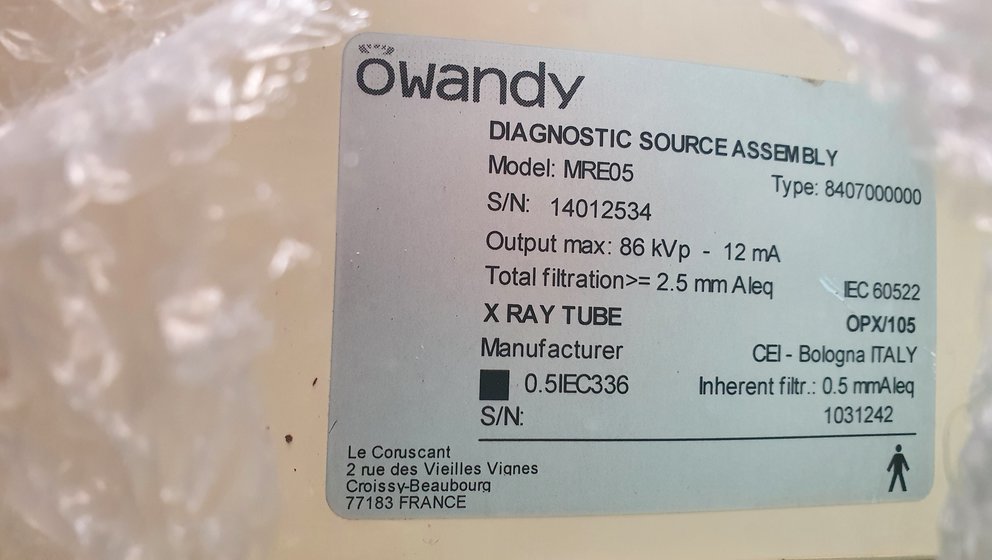 Owandy
DIAGNOSTIC SOURCE ASSEMBLY
Model: MRE05 Type: 8407000000
S/N: 14012534
Output max: 86 kVp - 12 mA
Total filtration>= 2.5 mm Aleq IEC 60522
X RAY TUBE OPX/105
Manufacturer CEI - Bologna ITALY
0.5IEC336 Inherent filtr.: 0.5 mmAleq
S/N: 1031242
Le Coruscant
2 rue des Vieilles Vignes
Croissy-Beaubourg
77183 FRANCE